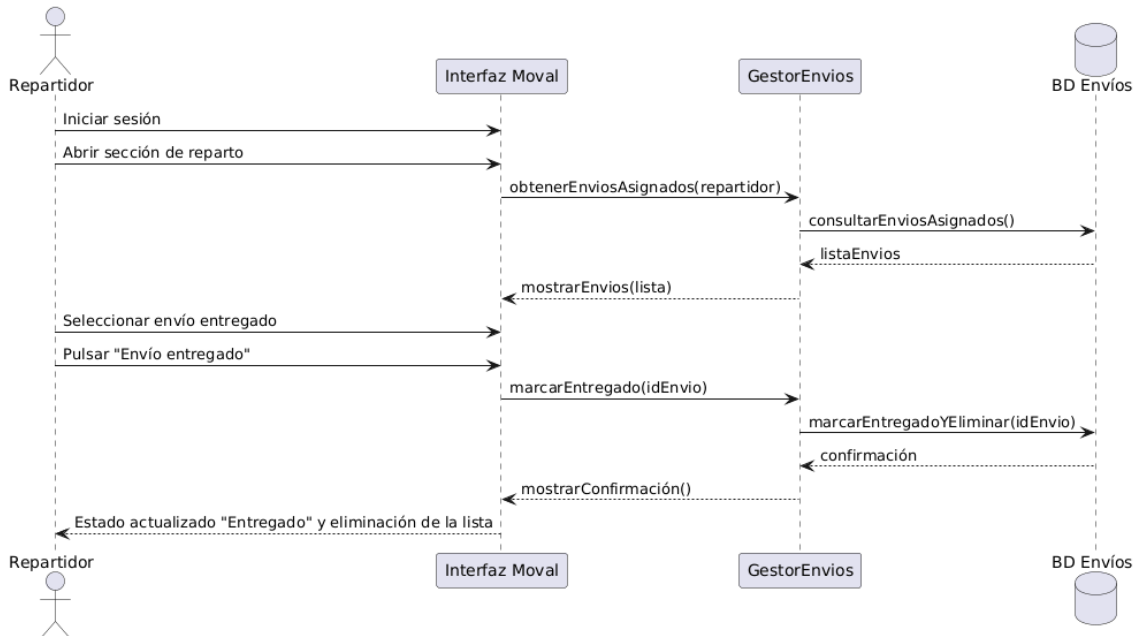 Repartidor
Interfaz Moval
GestorEnvios
BD Envíos
Iniciar sesión
Abrir sección de reparto
obtenerEnviosAsignados(repartidor)
consultarEnviosAsignados()
listaEnvios
mostrarEnvios(lista)
Seleccionar envío entregado
Pulsar "Envío entregado"
marcarEntregado(idEnvio)
marcarEntregadoYEliminar(idEnvio)
confirmación
mostrarConfirmación()
Estado actualizado "Entregado" y eliminación de la lista
Repartidor
Interfaz Moval
GestorEnvios
BD Envíos